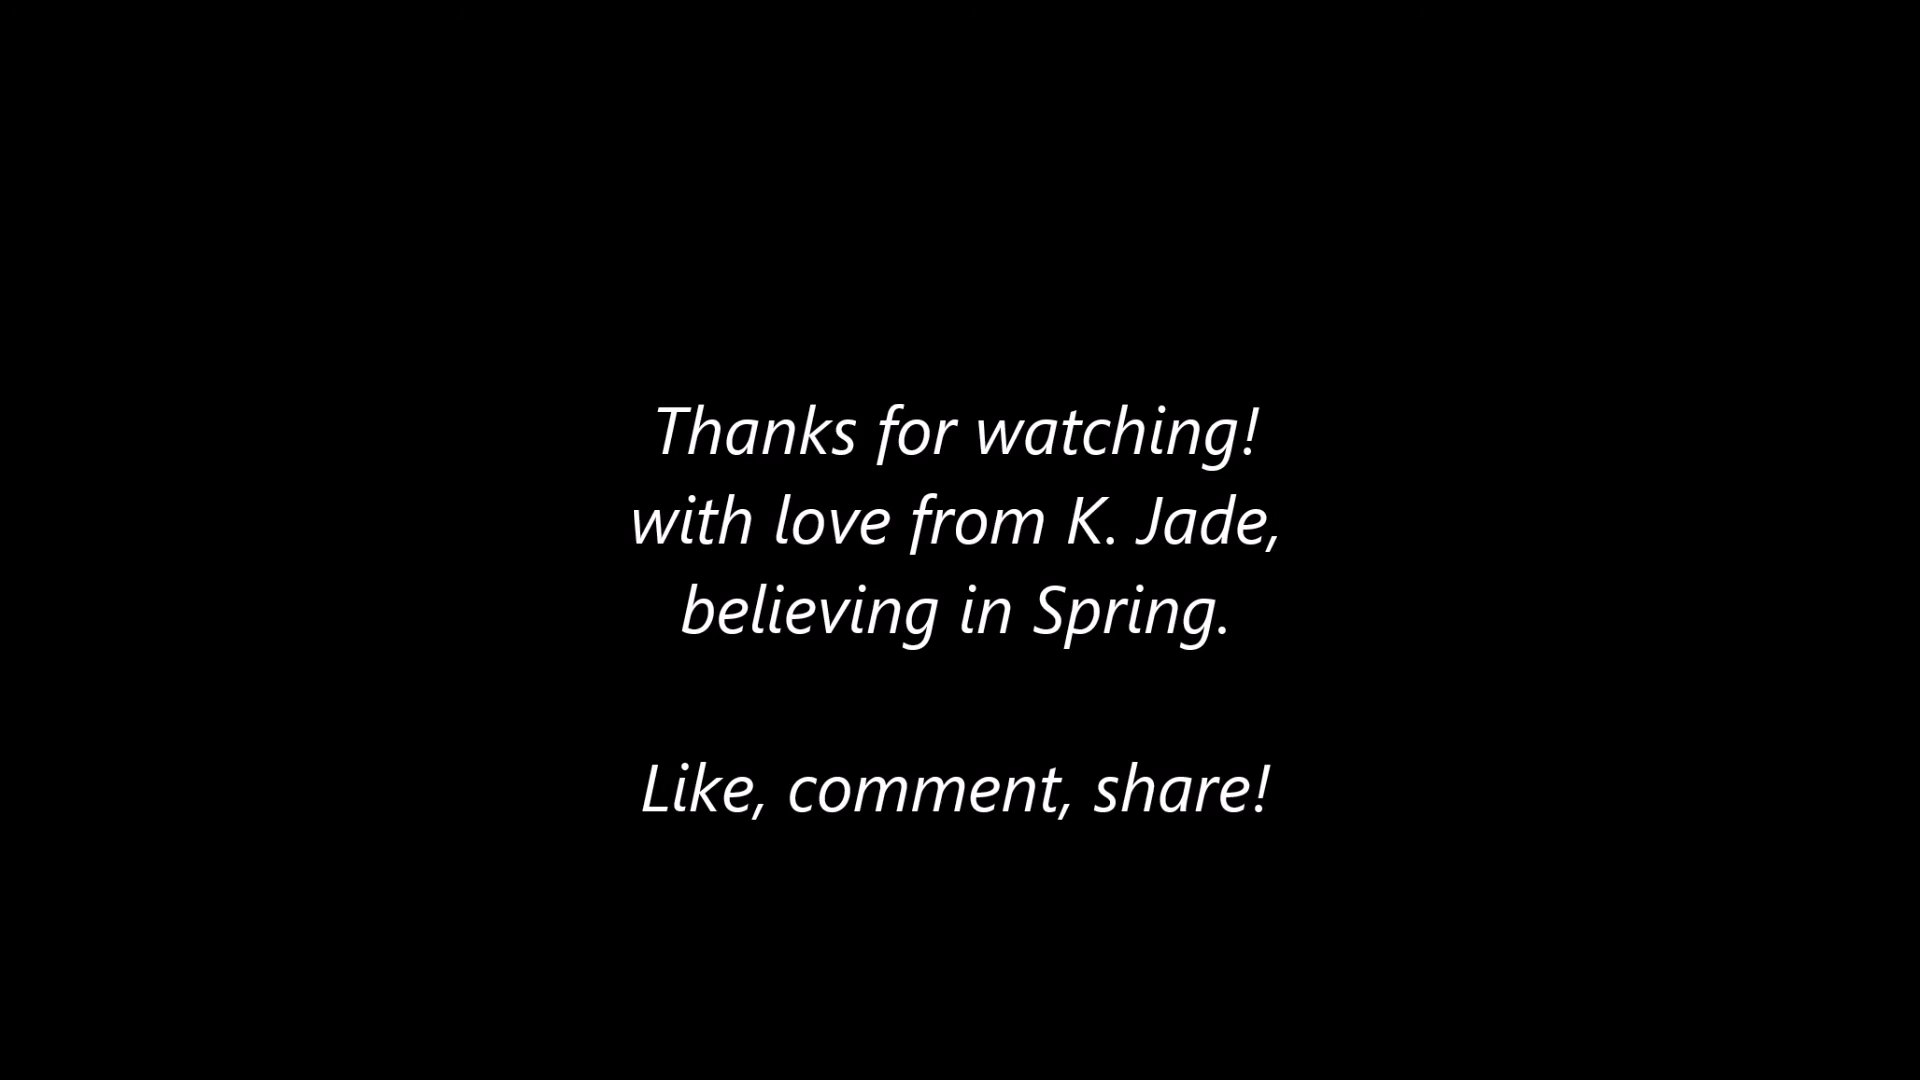 Thanks for watching!
with love from K. Jade,
believing in Spring.
Like, comment, share!